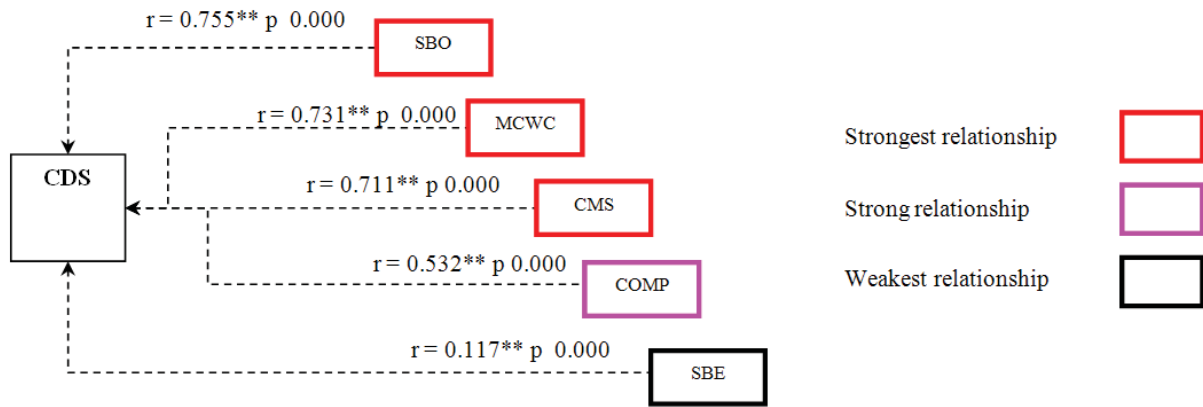 r = 0.755** p 0.000
SBO
r = 0.731** p 0.000
MCWC
Strongest relationship
CDS
r = 0.711** p 0.000
CMS
Strong relationship
r = 0.532** p 0.000
COMP
Weakest relationship
r = 0.117** p 0.000
SBE